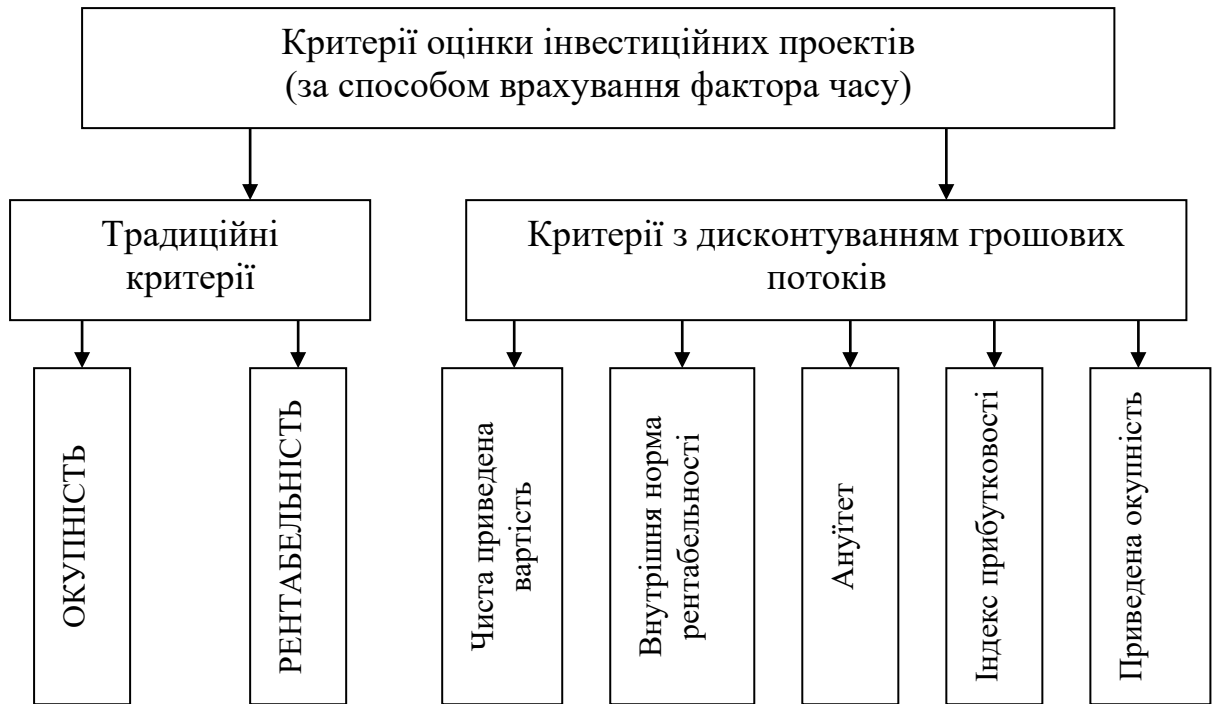 Критерії оцінки інвестиційних проектів
(за способом врахування фактора часу)
Традиційні
критерії
Критерії з дисконтуванням грошових
потоків
ОКУПНІСТЬ
РЕНТАБЕЛЬНІСТЬ
Чиста приведена
вартість
Внутрішня норма
рентабельності
Ануїтет
Індекс прибутковості
Приведена окупність